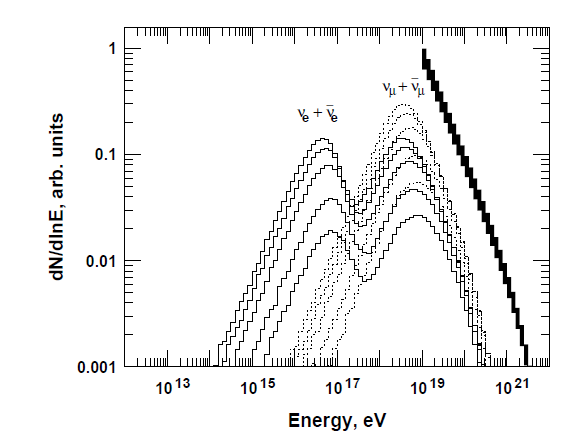 dN/dlnE, arb. units
1
0.1
0.01
0.001
νe + ν̅e
νμ + ν̅μ
10^13 10^15 10^17 10^19 10^21
Energy, eV